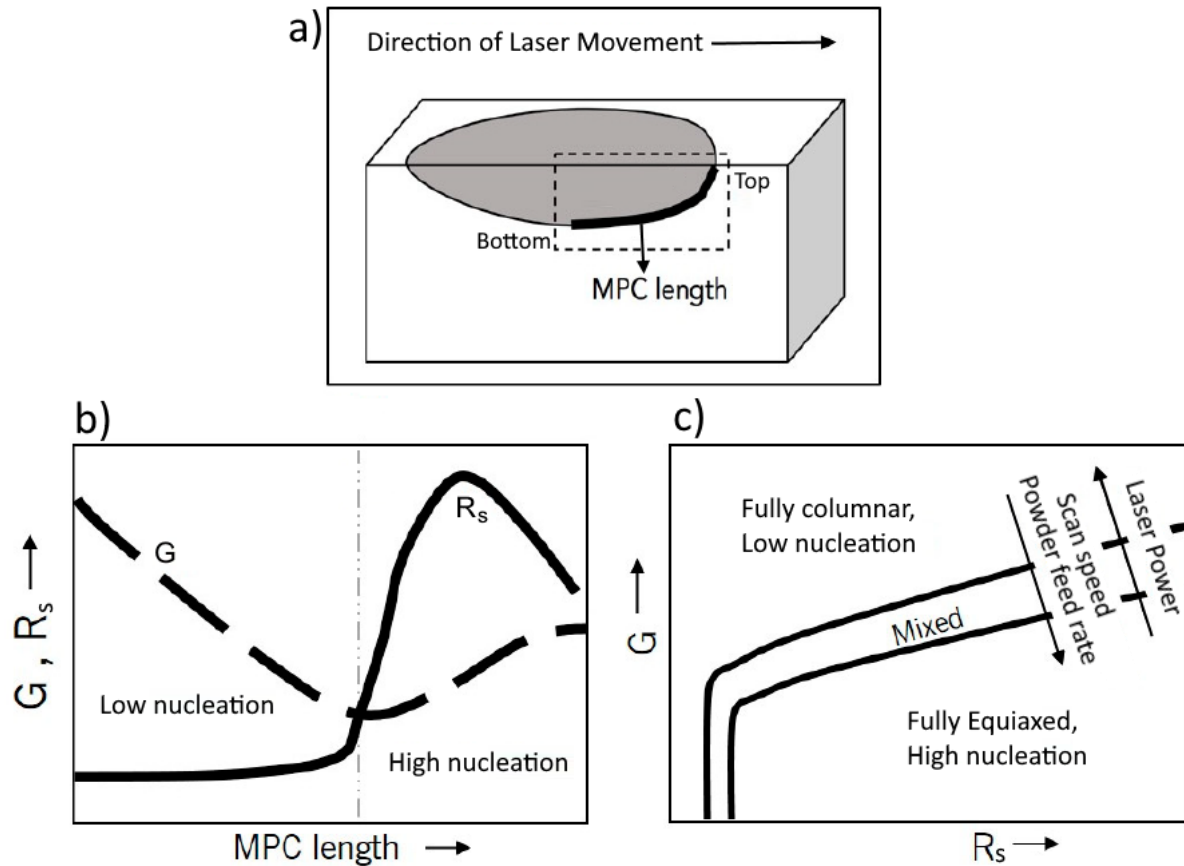 a)
Direction of Laser Movement
Top
Bottom
MPC length
b)
G , Rₛ
G
Rₛ
Low nucleation
High nucleation
MPC length
c)
G
Fully columnar,
Low nucleation
Mixed
Powder feed rate
Scan speed
Laser Power
Fully Equiaxed,
High nucleation
Rₛ